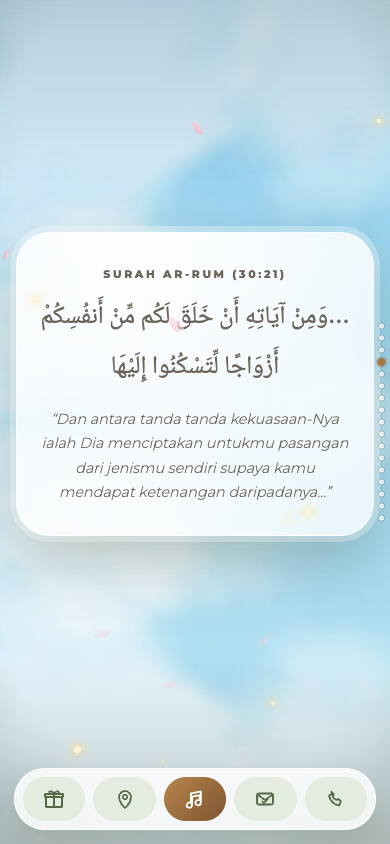 SURAH AR-RUM (30:21)
وَمِنْ آيَاتِهِ أَنْ خَلَقَ لَكُم مِّنْ أَنفُسِكُمْ...
أَزْوَاجًا لِّتَسْكُنُوا إِلَيْهَا
“Dan antara tanda tanda kekuasaan-Nya
ialah Dia menciptakan untukmu pasangan
dari jenismu sendiri supaya kamu
mendapat ketenangan daripadanya...”